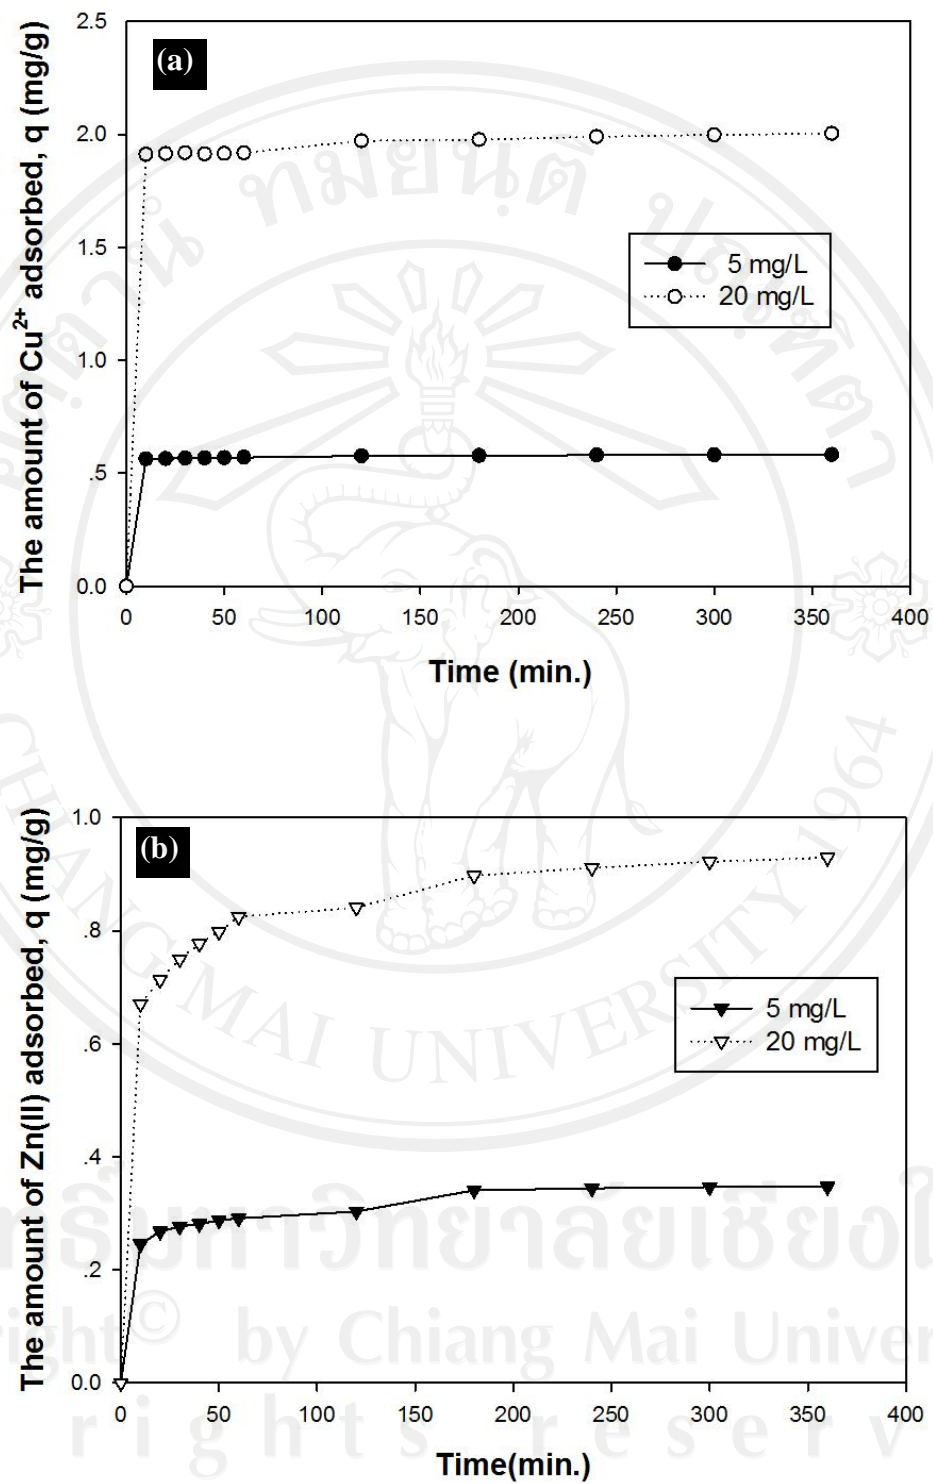 (a)
The amount of Cu²⁺ adsorbed, q (mg/g)
2.5
2.0
1.5
1.0
.5
0.0
5 mg/L
20 mg/L
0 50 100 150 200 250 300 350 400
Time (min.)
(b)
The amount of Zn(II) adsorbed, q (mg/g)
1.0
.8
.6
.4
.2
0.0
5 mg/L
20 mg/L
0 50 100 150 200 250 300 350 400
Time(min.)
CHIANG MAI UNIVERSITY 1964
© by Chiang Mai
rights